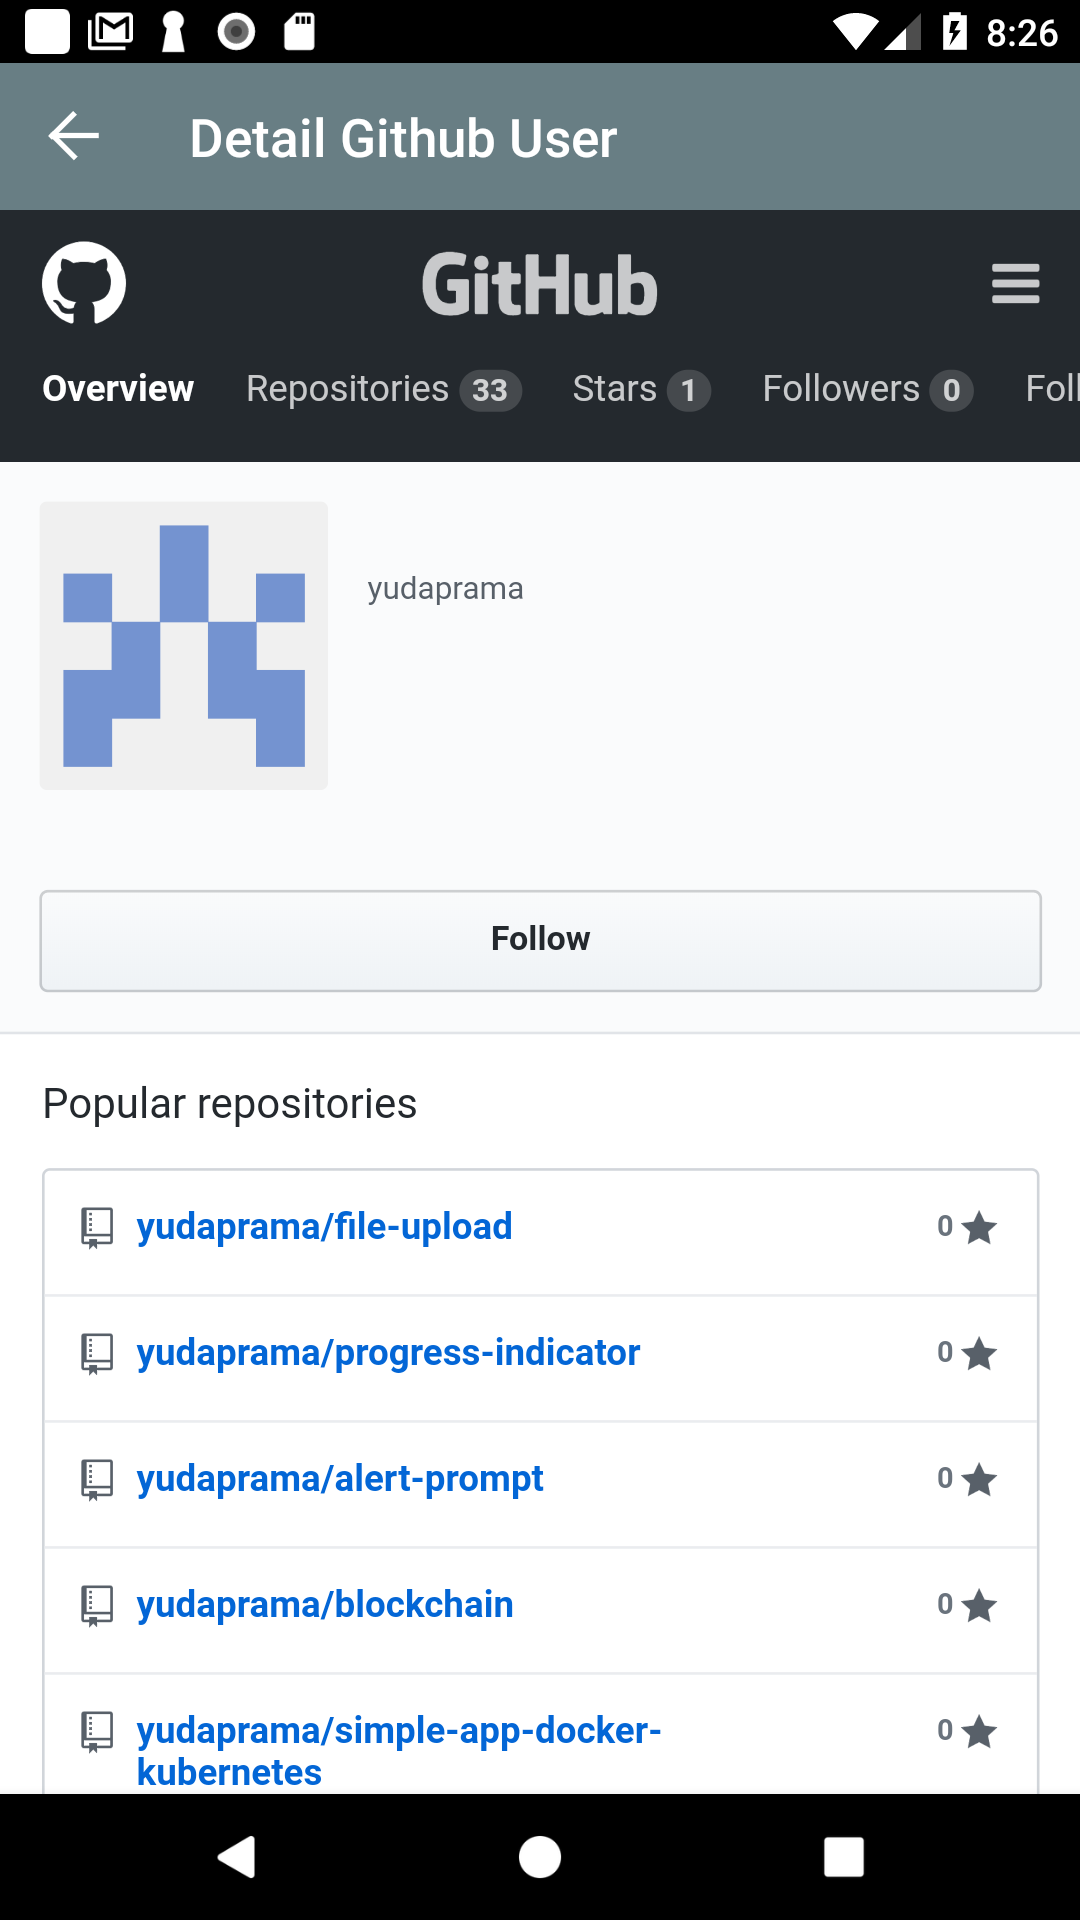 8:26
Detail Github User
GitHub
Overview Repositories 33 Stars 1 Followers 0 Foll
yudaprama
Follow
Popular repositories
yudaprama/file-upload 0
yudaprama/progress-indicator 0
yudaprama/alert-prompt 0
yudaprama/blockchain 0
yudaprama/simple-app-docker- 0
kubernetes